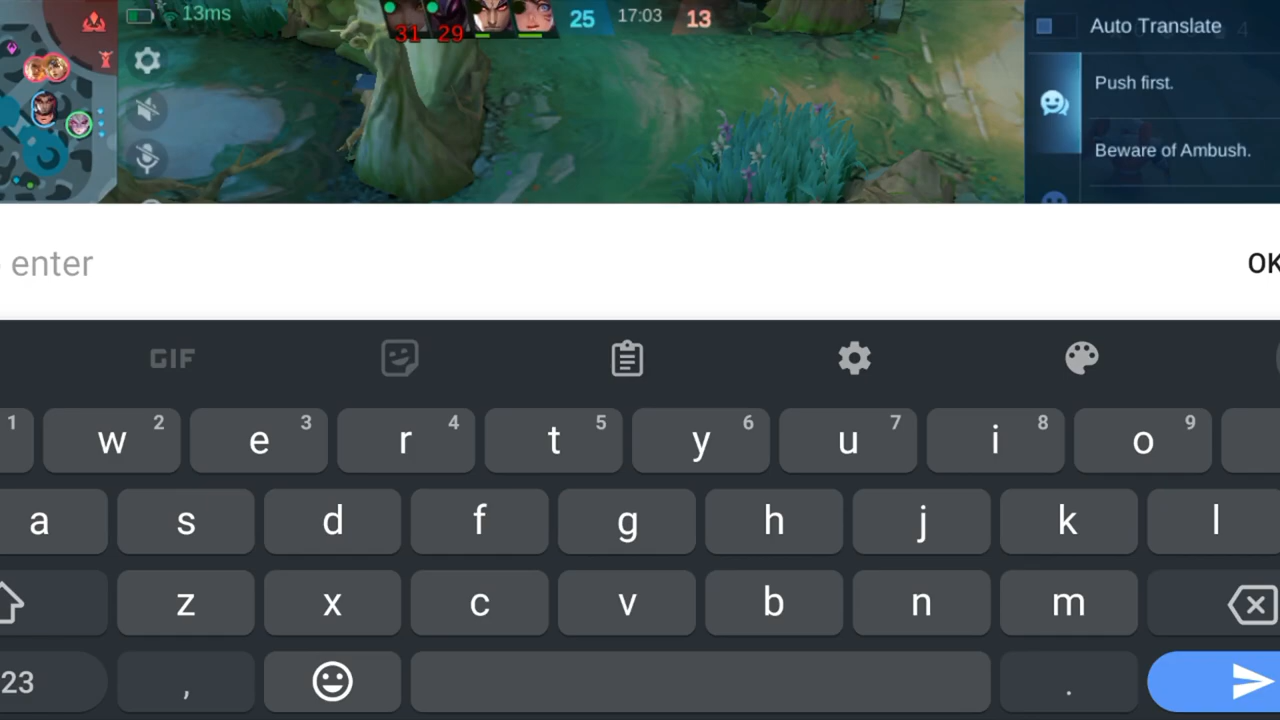 13ms
31 29
25 17:03 13
Auto Translate
Push first.
Beware of Ambush.
enter
OK
GIF
1 2 3 4 5 6 7 8 9
w e r t y u i o
a s d f g h j k l
z x c v b n m
23 , .